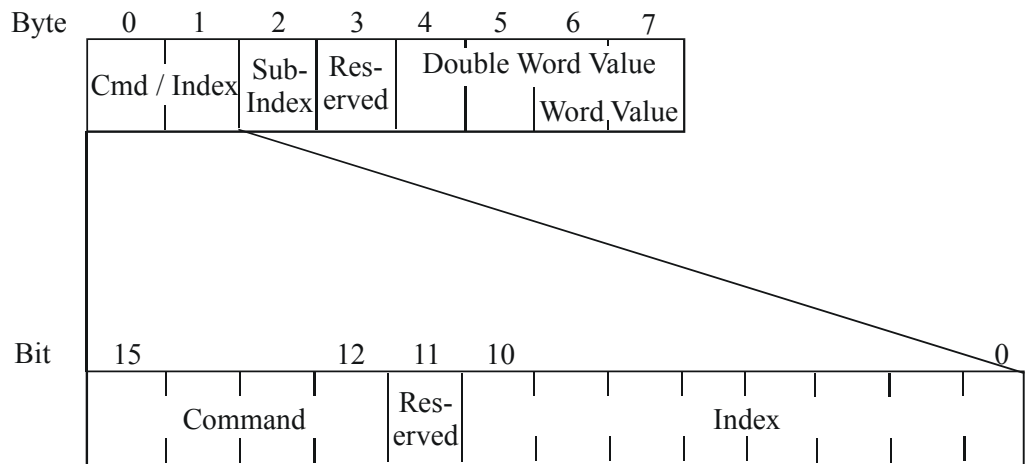 Byte 0 1 2 3 4 5 6 7
Cmd / Index Sub-Index Res-erved Double Word Value
Word Value
Bit 15 12 11 10 0
Command Res-erved Index